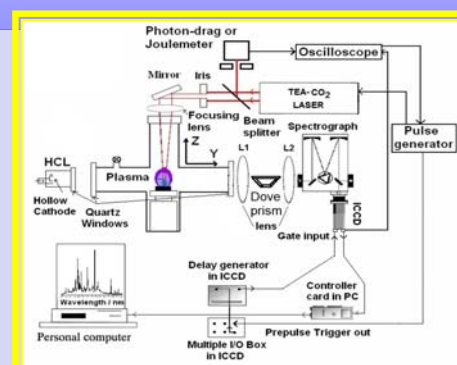 Photon-drag or
Joulemeter
Oscilloscope
Mirror
Iris
TEA-CO2
LASER
Focusing
lens
Beam
splitter
Spectrograph
Pulse
generator
Z
Y
L1
L2
HCL
Plasma
Hollow
Cathode
Quartz
Windows
Dove
prism
lens
ICCD
Gate input
Delay generator
in ICCD
Controller
card in PC
Wavelength / nm
Personal computer
Multiple I/O Box
in ICCD
Prepulse Trigger out